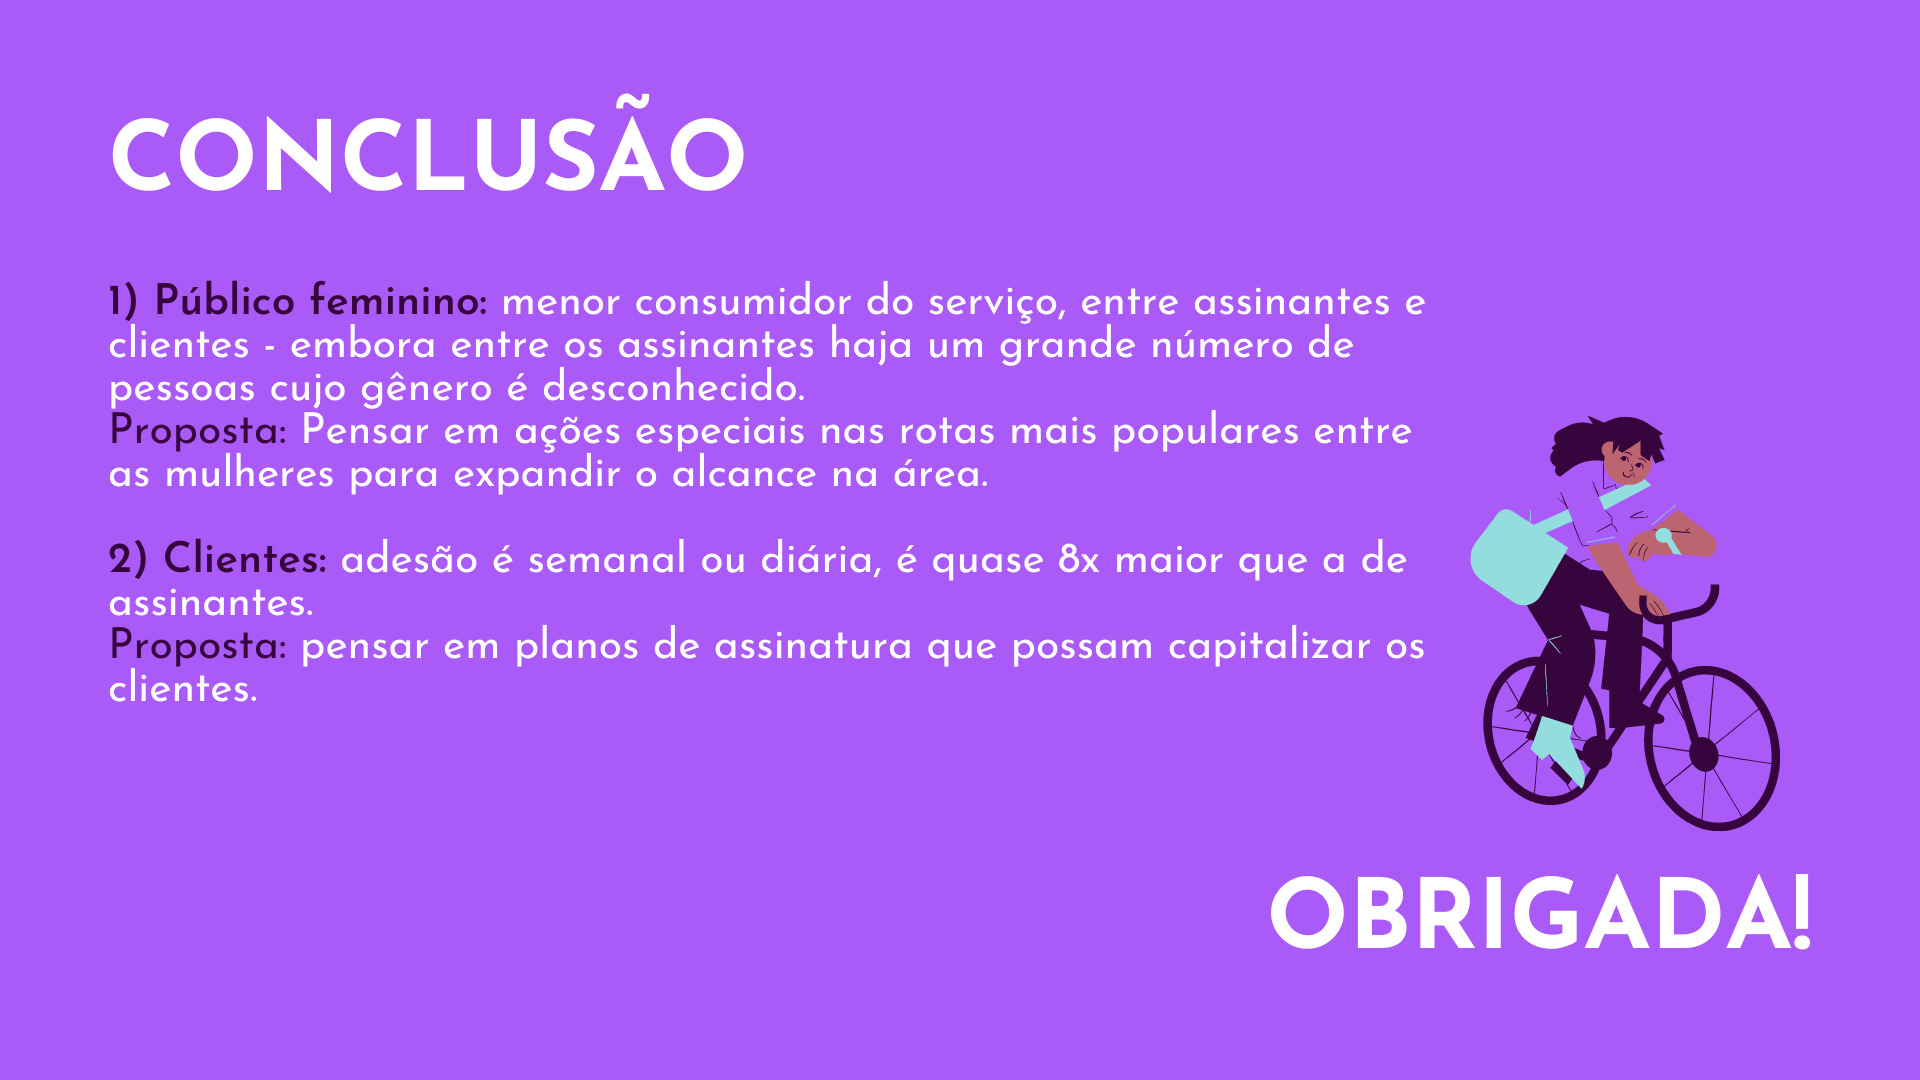 CONCLUSÃO
1) Público feminino: menor consumidor do serviço, entre assinantes e
clientes - embora entre os assinantes haja um grande número de
pessoas cujo gênero é desconhecido.
Proposta: Pensar em ações especiais nas rotas mais populares entre
as mulheres para expandir o alcance na área.
2) Clientes: adesão é semanal ou diária, é quase 8x maior que a de
assinantes.
Proposta: pensar em planos de assinatura que possam capitalizar os
clientes.
OBRIGADA!